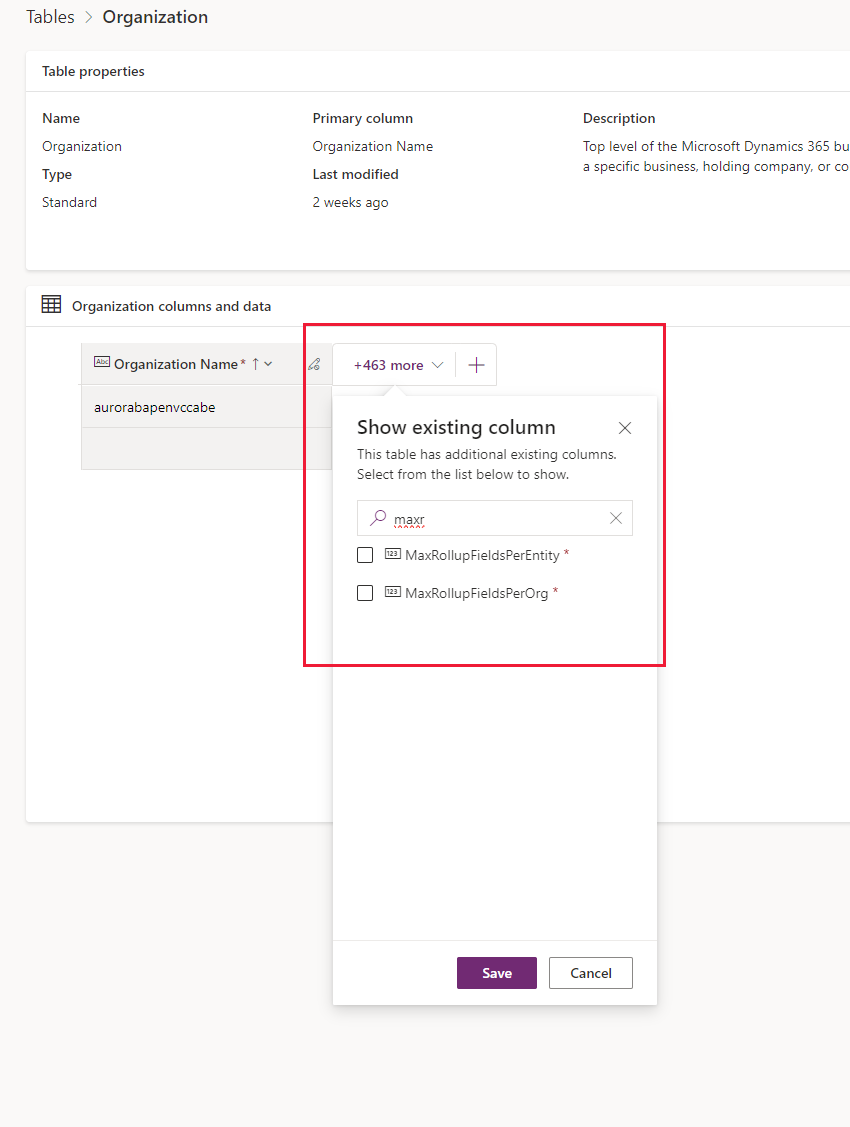 Tables > Organization
Table properties
Name
Primary column
Description
Organization
Organization Name
Top level of the Microsoft Dynamics 365 bu
a specific business, holding company, or co
Type
Last modified
Standard
2 weeks ago
Organization columns and data
Abc Organization Name * ↑
+463 more
aurorabapenvccabe
Show existing column
This table has additional existing columns.
Select from the list below to show.
maxr
123 MaxRollupFieldsPerEntity *
123 MaxRollupFieldsPerOrg *
Save
Cancel